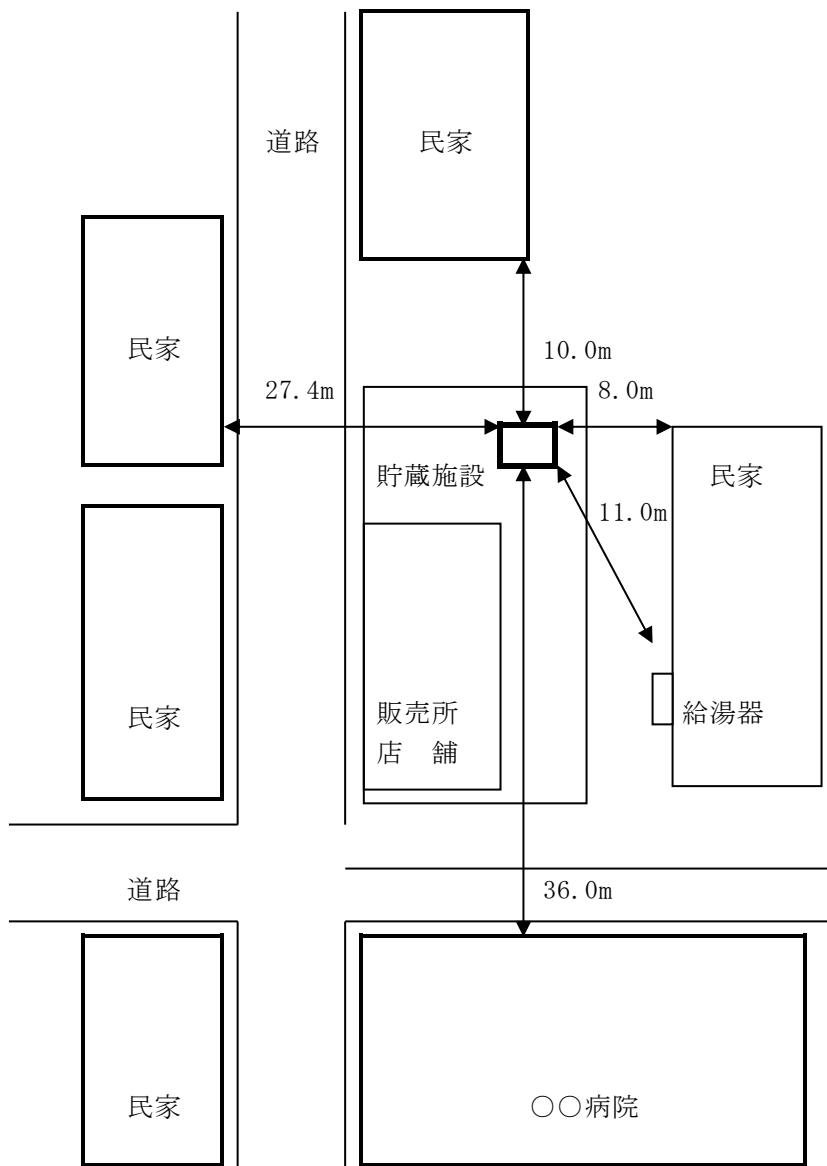 道路
民家
民家
10.0m
27.4m
8.0m
貯蔵施設
民家
11.0m
民家
販売所
店　舗
給湯器
道路
36.0m
民家
○○病院